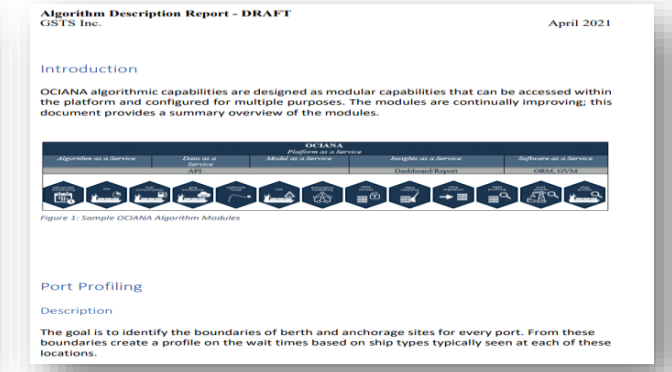 Algorithm Description Report - DRAFT
GSTS Inc. April 2021
Introduction
OCIANA algorithmic capabilities are designed as modular capabilities that can be accessed within
the platform and configured for multiple purposes. The modules are continually improving; this
document provides a summary overview of the modules.
OCIANA
Platform as a Service
Algorithm as a Service Data as a Service Model as a Service Insights as a Service Software as a Service
API Dashboard/Report ORM, OVM
Figure 1: Sample OCIANA Algorithm Modules
Port Profiling
Description
The goal is to identify the boundaries of berth and anchorage sites for every port. From these
boundaries create a profile on the wait times based on ship types typically seen at each of these
locations.